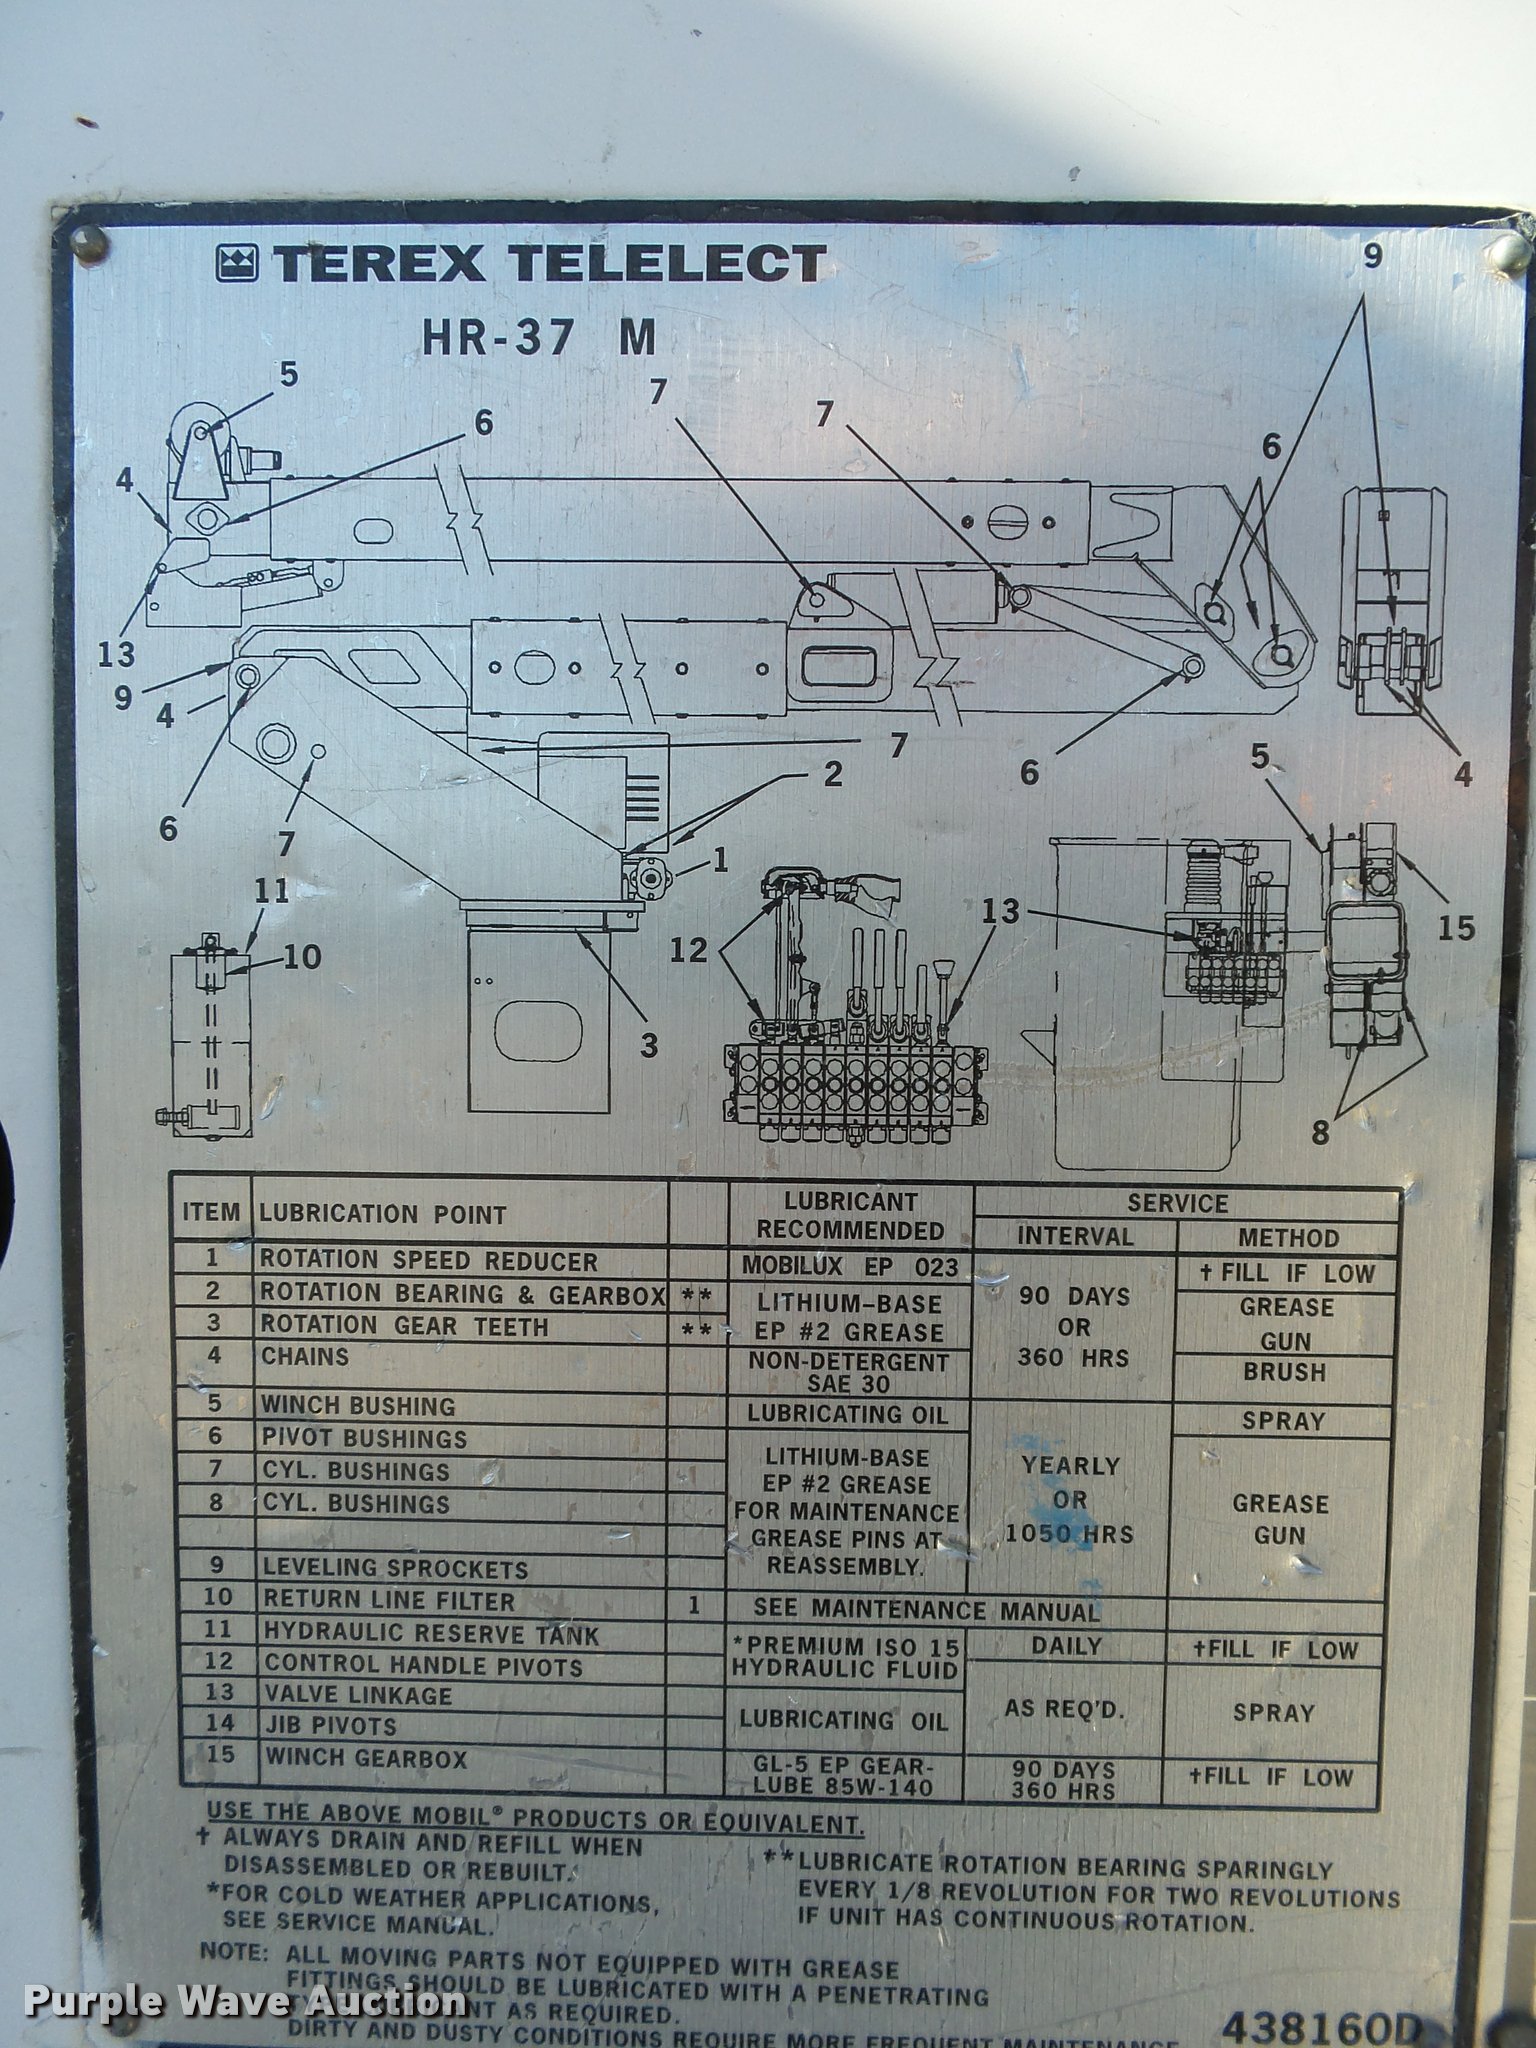 TEREX TELELECT
HR-37 M
9
5
6
7
7
6
4
13
9
4
6
7
7
2
6
5
4
1
11
10
12
13
15
3
8
ITEM LUBRICATION POINT LUBRICANT RECOMMENDED SERVICE
INTERVAL METHOD
1 ROTATION SPEED REDUCER MOBILUX EP 023 90 DAYS OR 360 HRS † FILL IF LOW
2 ROTATION BEARING & GEARBOX ** LITHIUM-BASE EP #2 GREASE GREASE GUN
3 ROTATION GEAR TEETH **
4 CHAINS NON-DETERGENT SAE 30 BRUSH
5 WINCH BUSHING LUBRICATING OIL YEARLY OR 1050 HRS SPRAY
6 PIVOT BUSHINGS LITHIUM-BASE EP #2 GREASE FOR MAINTENANCE GREASE PINS AT REASSEMBLY. GREASE GUN
7 CYL. BUSHINGS
8 CYL. BUSHINGS
9 LEVELING SPROCKETS
10 RETURN LINE FILTER 1 SEE MAINTENANCE MANUAL
11 HYDRAULIC RESERVE TANK *PREMIUM ISO 15 HYDRAULIC FLUID DAILY †FILL IF LOW
12 CONTROL HANDLE PIVOTS AS REQ'D. SPRAY
13 VALVE LINKAGE LUBRICATING OIL
14 JIB PIVOTS
15 WINCH GEARBOX GL-5 EP GEAR-LUBE 85W-140 90 DAYS 360 HRS †FILL IF LOW
USE THE ABOVE MOBIL® PRODUCTS OR EQUIVALENT.
† ALWAYS DRAIN AND REFILL WHEN
DISASSEMBLED OR REBUILT.
*FOR COLD WEATHER APPLICATIONS,
SEE SERVICE MANUAL.
**LUBRICATE ROTATION BEARING SPARINGLY
EVERY 1/8 REVOLUTION FOR TWO REVOLUTIONS
IF UNIT HAS CONTINUOUS ROTATION.
NOTE: ALL MOVING PARTS NOT EQUIPPED WITH GREASE
FITTINGS SHOULD BE LUBRICATED WITH A PENETRATING
AS REQUIRED.
DIRTY AND DUSTY CONDITIONS REQUIRE MORE FREQUENT MAINTENANCE
438160D
Purple Wave Auction